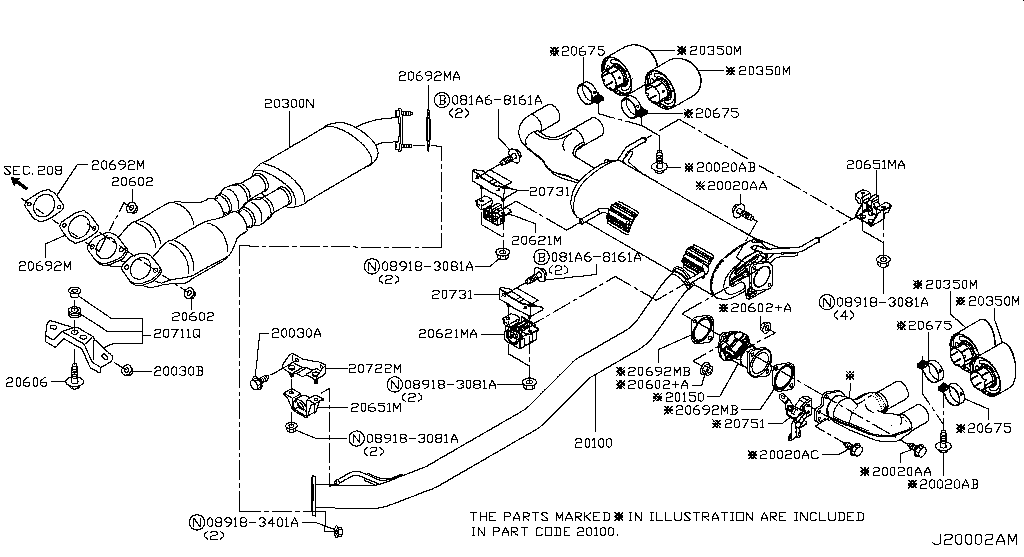 ※20675
※20350M
※20350M
20692MA
20300N
Ⓑ081A6-8161A
(2)
※20675
SEC.208
20692M
20602
※20020AB
20651MA
※20020AA
20731
20621M
20692M
Ⓝ08918-3081A
(2)
Ⓑ081A6-8161A
(2)
20731
※20350M
※20350M
Ⓝ08918-3081A
(4)
※20602+A
20602
20711Q
20030A
20621MA
※20675
20722M
20030B
20606
※20692MB
※20602+A
Ⓝ08918-3081A
(2)
※20150
※
20651M
※20692MB
※20751
20100
※20675
Ⓝ08918-3081A
(2)
※20020AC
※20020AA
※20020AB
Ⓝ08918-3401A
(2)
THE PARTS MARKED※IN ILLUSTRATION ARE INCLUDED
IN PART CODE 20100.
J20002AM